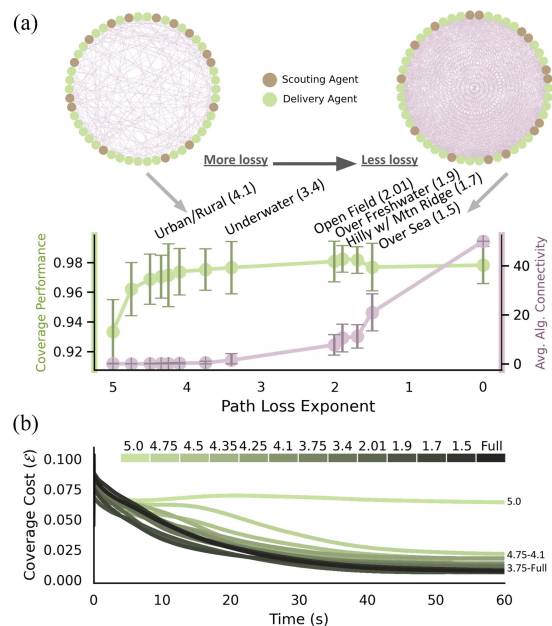 (a)
Scouting Agent
Delivery Agent
More lossy
Less lossy
Urban/Rural (4.1)
Underwater (3.4)
Open Field (2.01)
Over Freshwater (1.9)
Hilly w/ Mtn Ridge (1.7)
Over Sea (1.5)
Coverage Performance
0.98
0.96
0.94
0.92
Avg. Alg. Connectivity
40
20
0
5 4 3 2 1 0
Path Loss Exponent
(b)
5.0 4.75 4.5 4.35 4.25 4.1 3.75 3.4 2.01 1.9 1.7 1.5 Full
Coverage Cost (ℰ)
0.100
0.075
0.050
0.025
0.000
5.0
4.75-4.1
3.75-Full
0 10 20 30 40 50 60
Time (s)